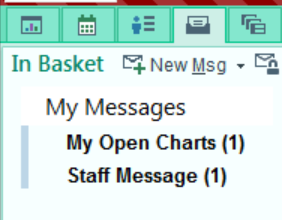 In Basket New Msg
My Messages
My Open Charts (1)
Staff Message (1)